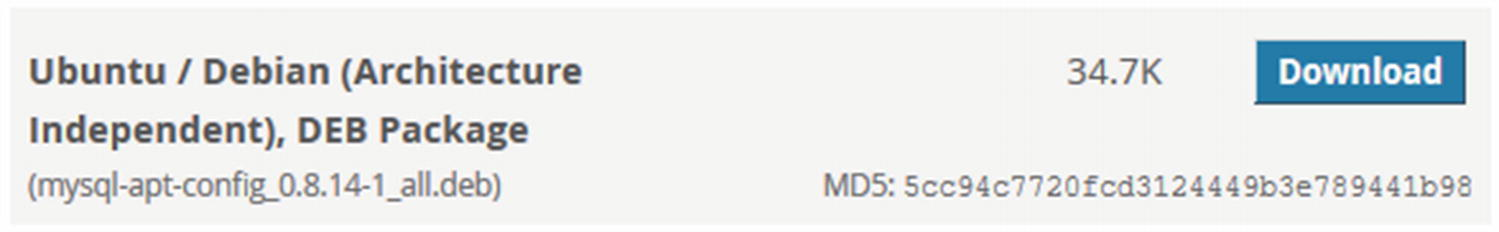 Ubuntu / Debian (Architecture
Independent), DEB Package
34.7K
Download
(mysql-apt-config_0.8.14-1_all.deb)
MD5: 5cc94c7720fcd3124449b3e789441b98